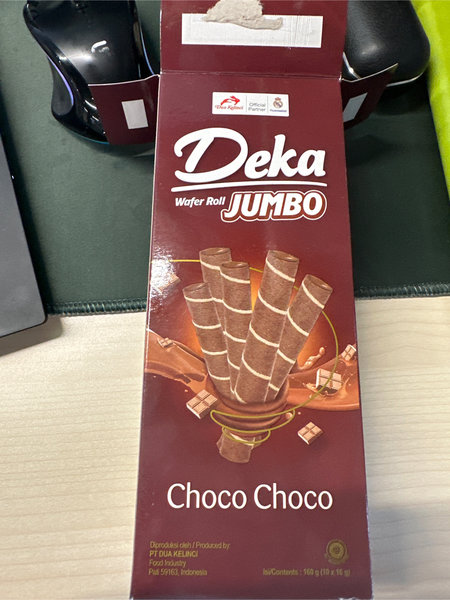 Dua Kelinci
Official
Partner
Deka
Wafer Roll JUMBO
Choco Choco
Diproduksi oleh / Produced by:
PT DUA KELINCI
Food Industry
Pati 59163, Indonesia
Isi/Contents : 160 g (10 x 16 g)